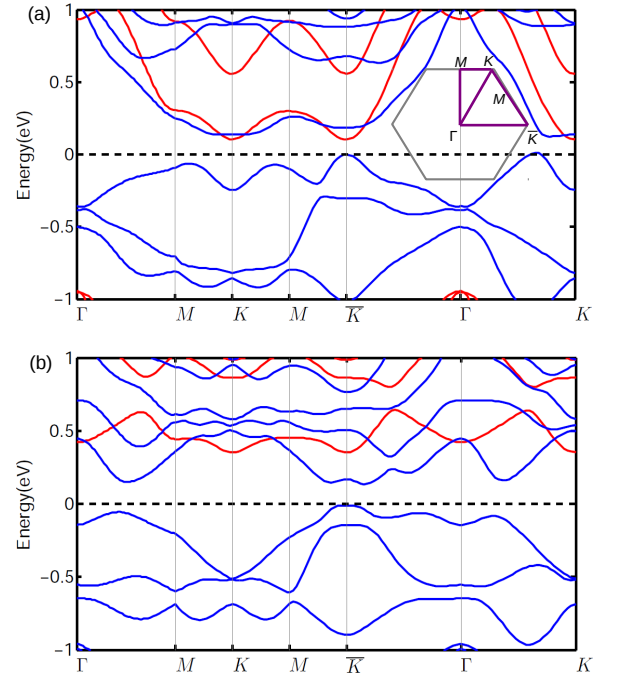 (a)
1
0.5
0
−0.5
−1
Energy(eV)
M K
M
Γ K̅
Γ M K M K̅ Γ K
(b)
1
0.5
0
−0.5
−1
Energy(eV)
Γ M K M K̅ Γ K